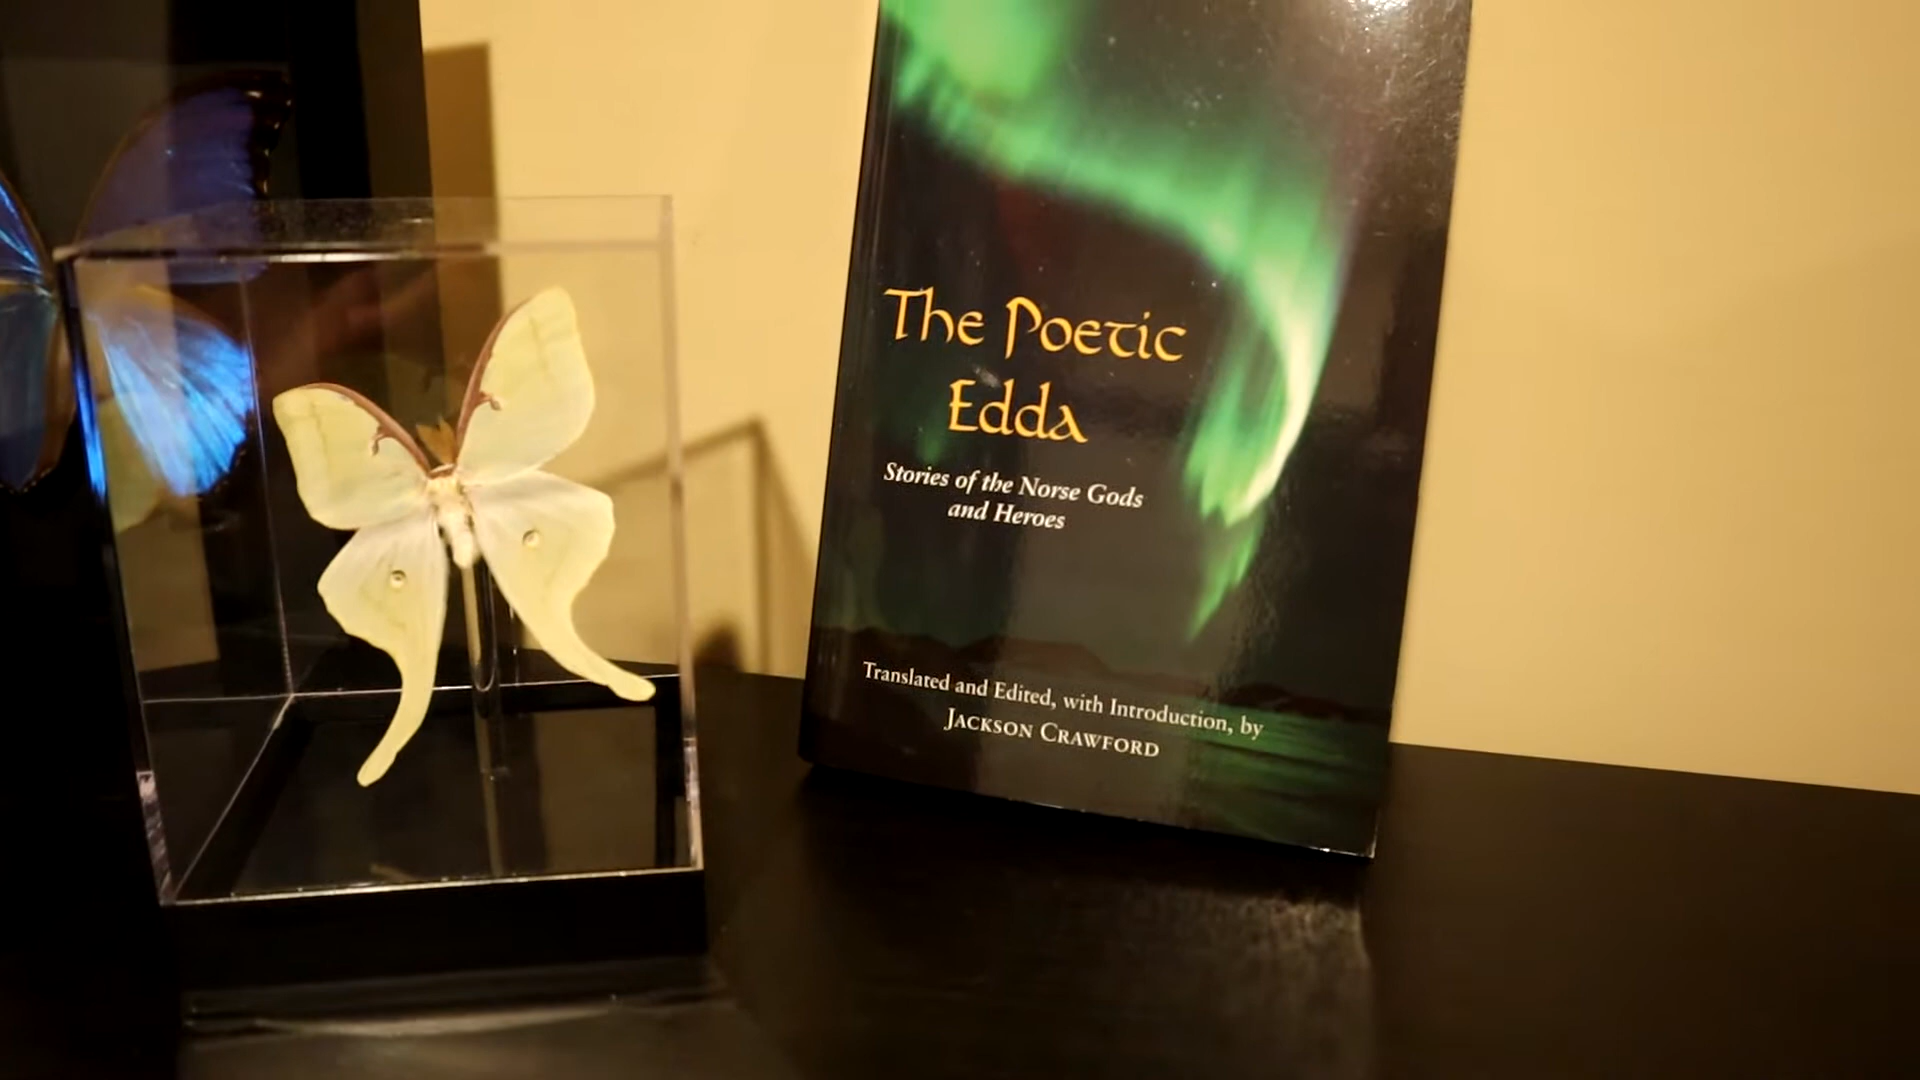 The Poetic
Edda
Stories of the Norse Gods
and Heroes
Translated and Edited, with Introduction, by
Jackson Crawford